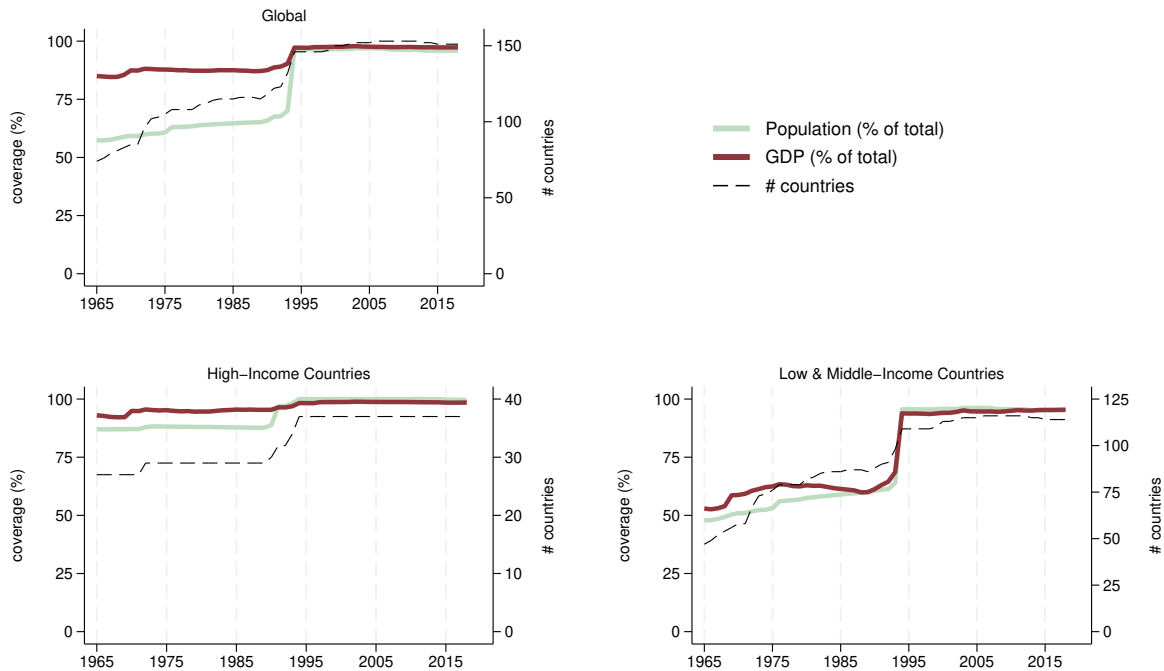 Global
100
75
50
25
0
coverage (%)
150
100
50
0
# countries
1965 1975 1985 1995 2005 2015
Population (% of total)
GDP (% of total)
# countries
High−Income Countries
100
75
50
25
0
coverage (%)
40
30
20
10
0
# countries
1965 1975 1985 1995 2005 2015
Low & Middle−Income Countries
100
75
50
25
0
coverage (%)
125
100
75
50
25
0
# countries
1965 1975 1985 1995 2005 2015